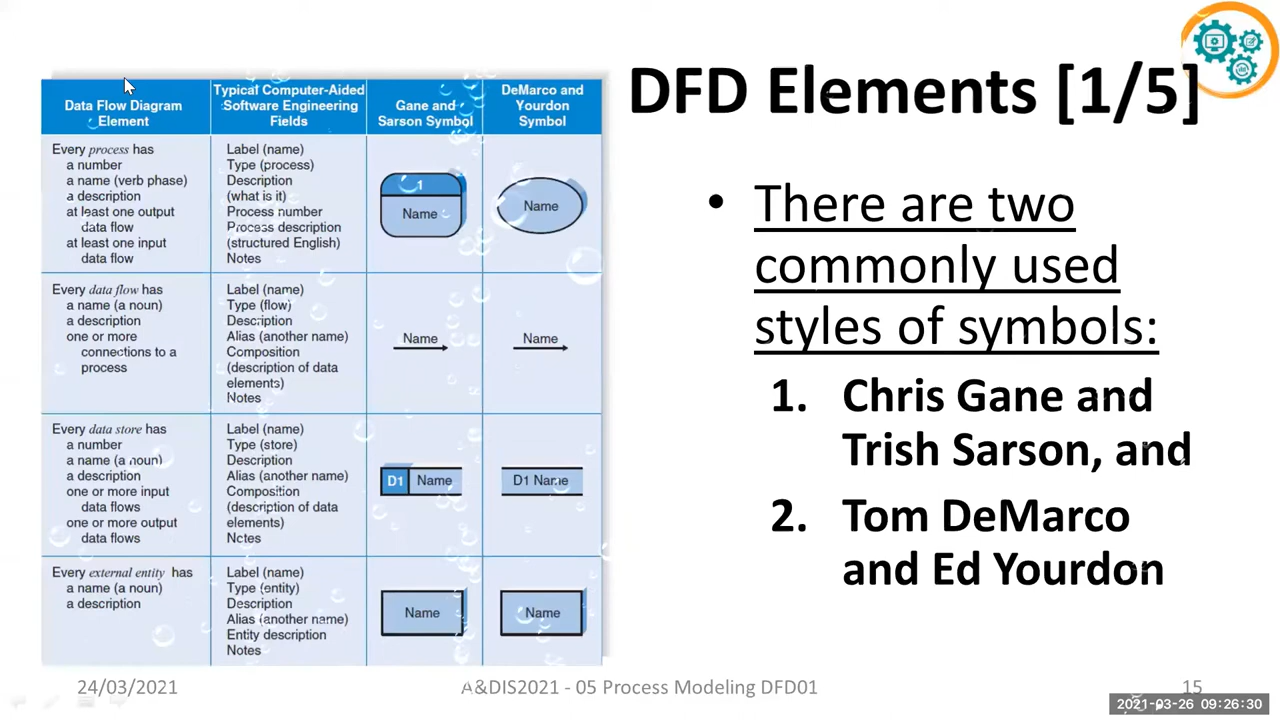 DFD Elements [1/5]
Data Flow Diagram
Element
Typical Computer-Aided
Software Engineering
Fields
Gane and
Sarson Symbol
DeMarco and
Yourdon
Symbol
Every process has
a number
a name (verb phase)
a description
at least one output
data flow
at least one input
data flow
Label (name)
Type (process)
Description
(what is it)
Process number
Process description
(structured English)
Notes
1
Name
Name
Every data flow has
a name (a noun)
a description
one or more
connections to a
process
Label (name)
Type (flow)
Description
Alias (another name)
Composition
(description of data
elements)
Notes
Name
Name
Every data store has
a number
a name (a noun)
a description
one or more input
data flows
one or more output
data flows
Label (name)
Type (store)
Description
Alias (another name)
Composition
(description of data
elements)
Notes
D1 Name
D1 Name
Every external entity has
a name (a noun)
a description
Label (name)
Type (entity)
Description
Alias (another name)
Entity description
Notes
Name
Name
• There are two
commonly used
styles of symbols:
1. Chris Gane and
Trish Sarson, and
2. Tom DeMarco
and Ed Yourdon
24/03/2021
A&DIS2021 - 05 Process Modeling DFD01
15
2021-03-26 09:26:30